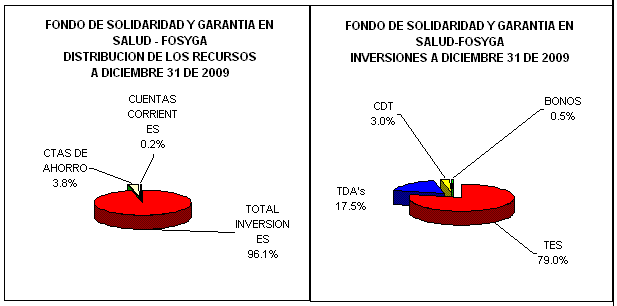 FONDO DE SOLIDARIDAD Y GARANTIA EN
SALUD - FOSYGA
DISTRIBUCION DE LOS RECURSOS
A DICIEMBRE 31 DE 2009
CUENTAS
CORRIENT
ES
0.2%
CTAS DE
AHORRO
3.8%
TOTAL
INVERSION
ES
96.1%
FONDO DE SOLIDARIDAD Y GARANTIA EN
SALUD-FOSYGA
INVERSIONES A DICIEMBRE 31 DE 2009
CDT
3.0%
BONOS
0.5%
TDA's
17.5%
TES
79.0%